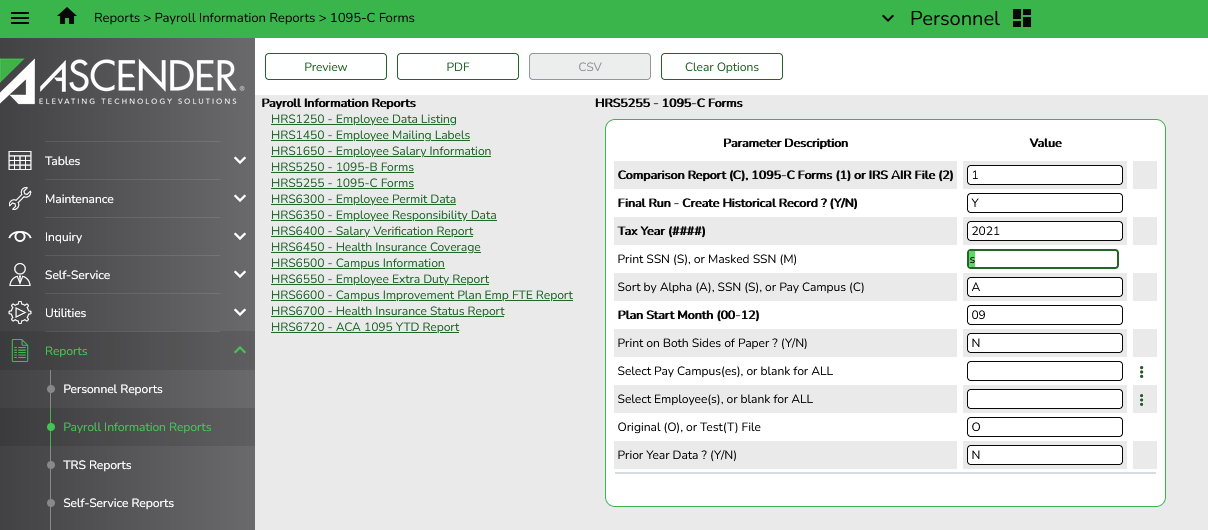 Reports > Payroll Information Reports > 1095-C Forms
Personnel
ASCENDER®
ELEVATING TECHNOLOGY SOLUTIONS
Tables
Maintenance
Inquiry
Self-Service
Utilities
Reports
Personnel Reports
Payroll Information Reports
TRS Reports
Self-Service Reports
Preview
PDF
CSV
Clear Options
Payroll Information Reports
HRS1250 - Employee Data Listing
HRS1450 - Employee Mailing Labels
HRS1650 - Employee Salary Information
HRS5250 - 1095-B Forms
HRS5255 - 1095-C Forms
HRS6300 - Employee Permit Data
HRS6350 - Employee Responsibility Data
HRS6400 - Salary Verification Report
HRS6450 - Health Insurance Coverage
HRS6500 - Campus Information
HRS6550 - Employee Extra Duty Report
HRS6600 - Campus Improvement Plan Emp FTE Report
HRS6700 - Health Insurance Status Report
HRS6720 - ACA 1095 YTD Report
HRS5255 - 1095-C Forms
Parameter Description Value
Comparison Report (C), 1095-C Forms (1) or IRS AIR File (2) 1
Final Run - Create Historical Record ? (Y/N) Y
Tax Year (####) 2021
Print SSN (S), or Masked SSN (M) s
Sort by Alpha (A), SSN (S), or Pay Campus (C) A
Plan Start Month (00-12) 09
Print on Both Sides of Paper ? (Y/N) N
Select Pay Campus(es), or blank for ALL
Select Employee(s), or blank for ALL
Original (O), or Test(T) File O
Prior Year Data ? (Y/N) N